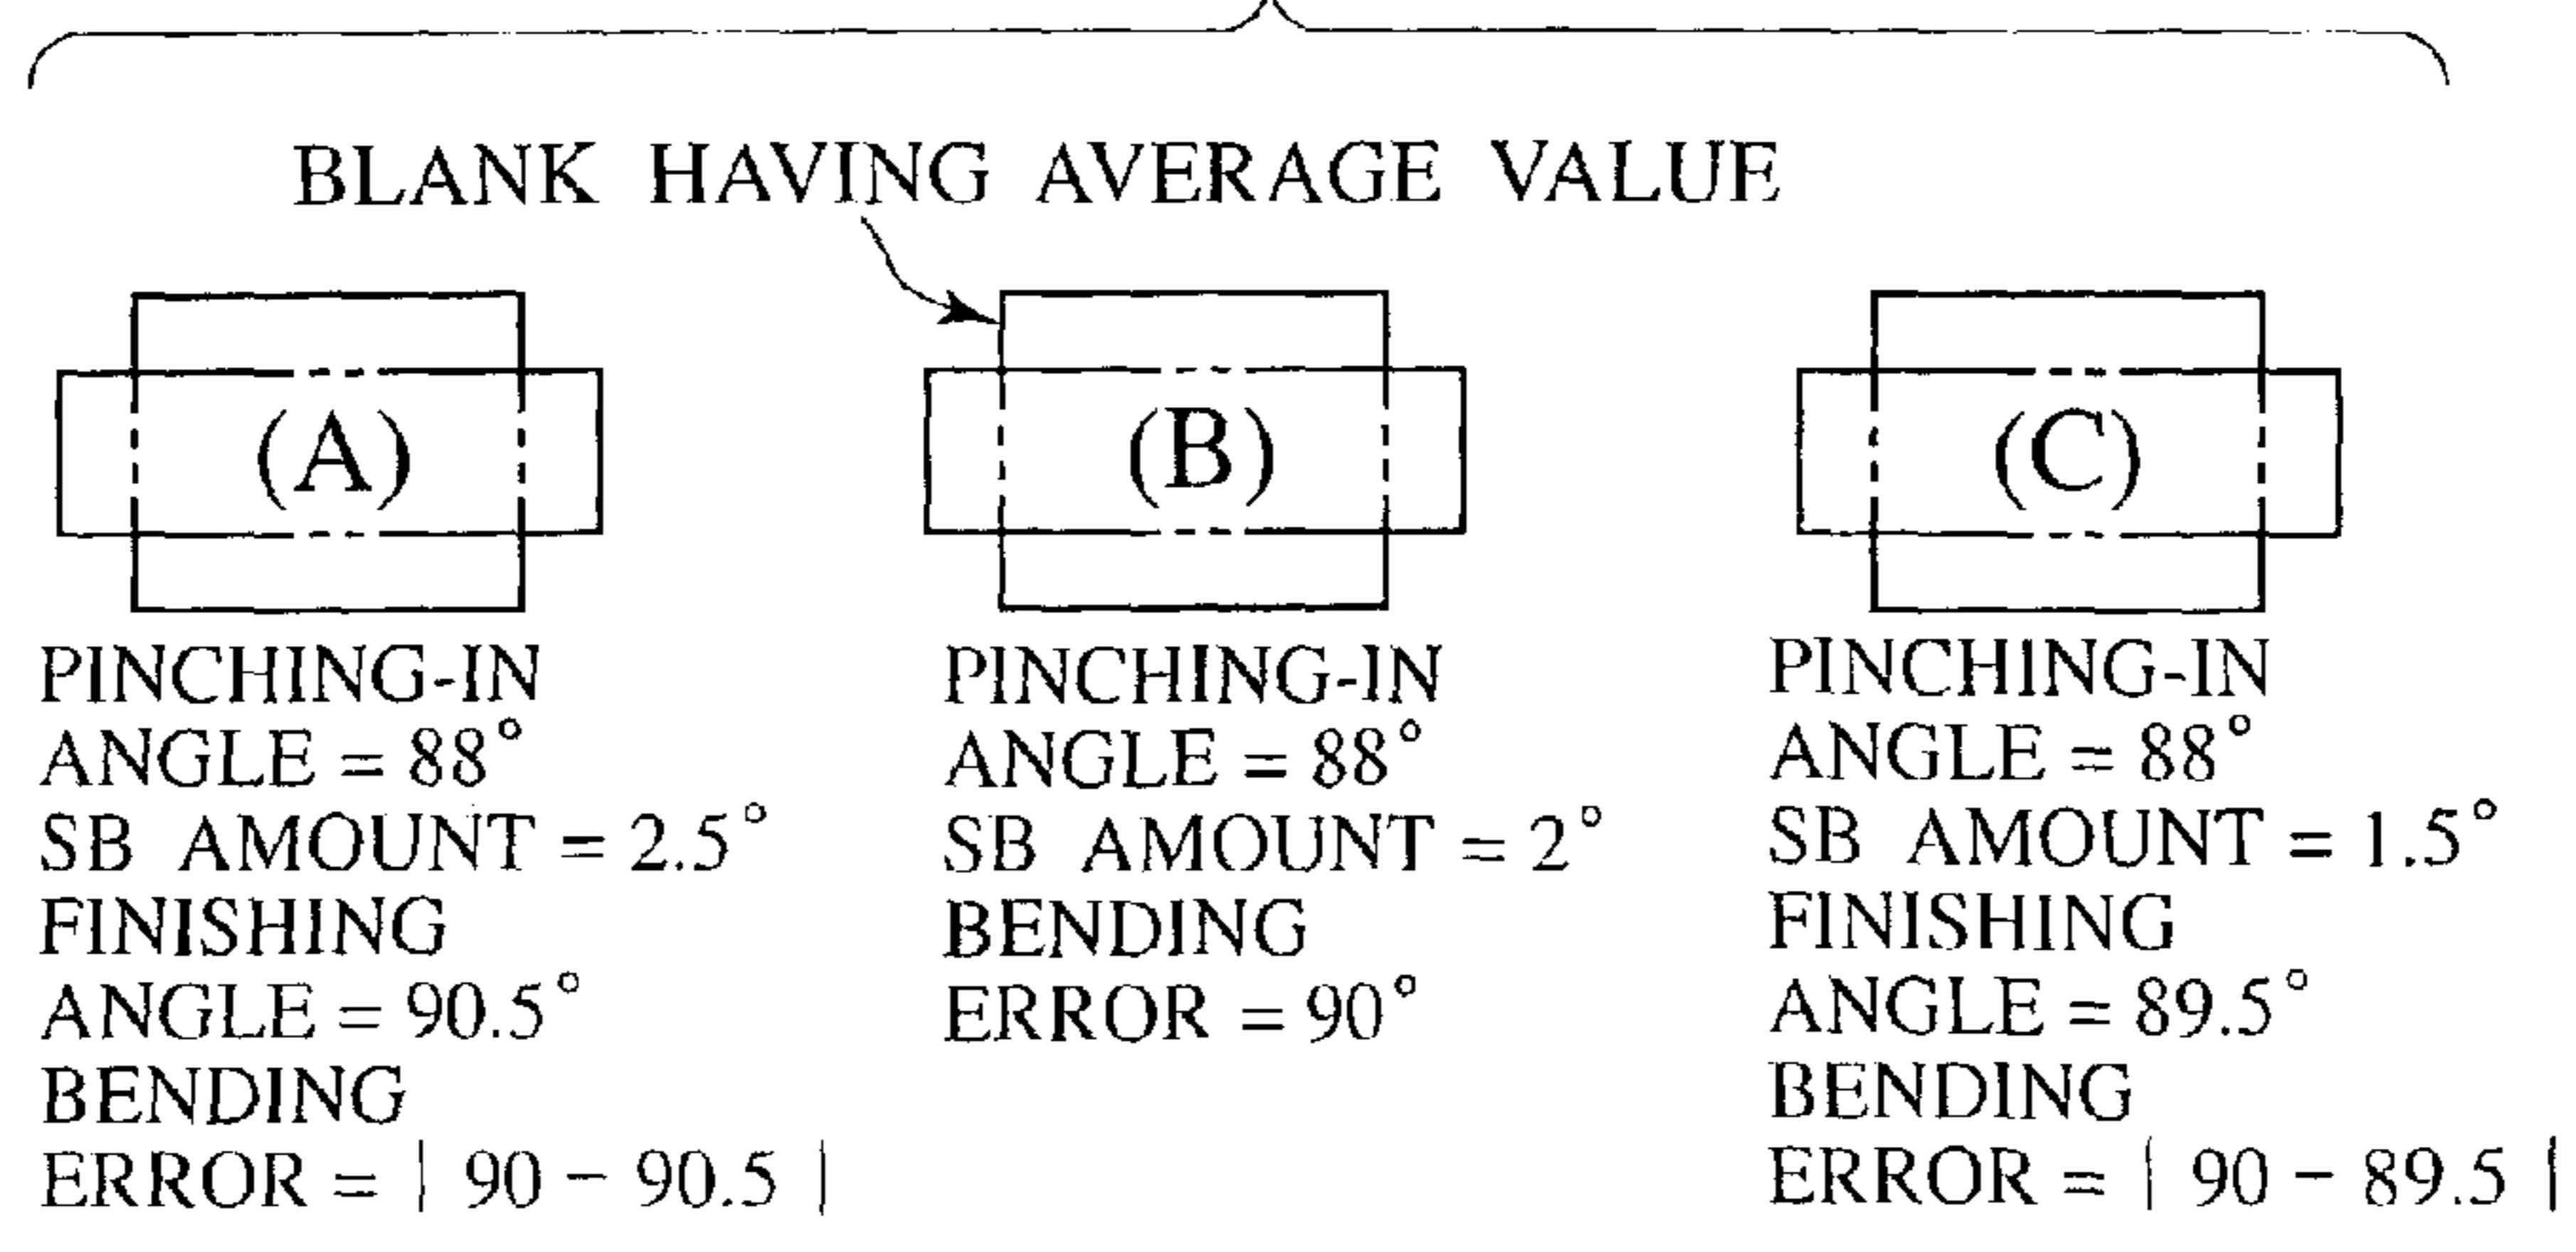 BLANK HAVING AVERAGE VALUE
(A)
PINCHING-IN
ANGLE = 88°
SB AMOUNT = 2.5°
FINISHING
ANGLE = 90.5°
BENDING
ERROR = | 90 – 90.5 |
(B)
PINCHING-IN
ANGLE = 88°
SB AMOUNT = 2°
BENDING
ERROR = 90°
(C)
PINCHING-IN
ANGLE = 88°
SB AMOUNT = 1.5°
FINISHING
ANGLE = 89.5°
BENDING
ERROR = | 90 – 89.5 |